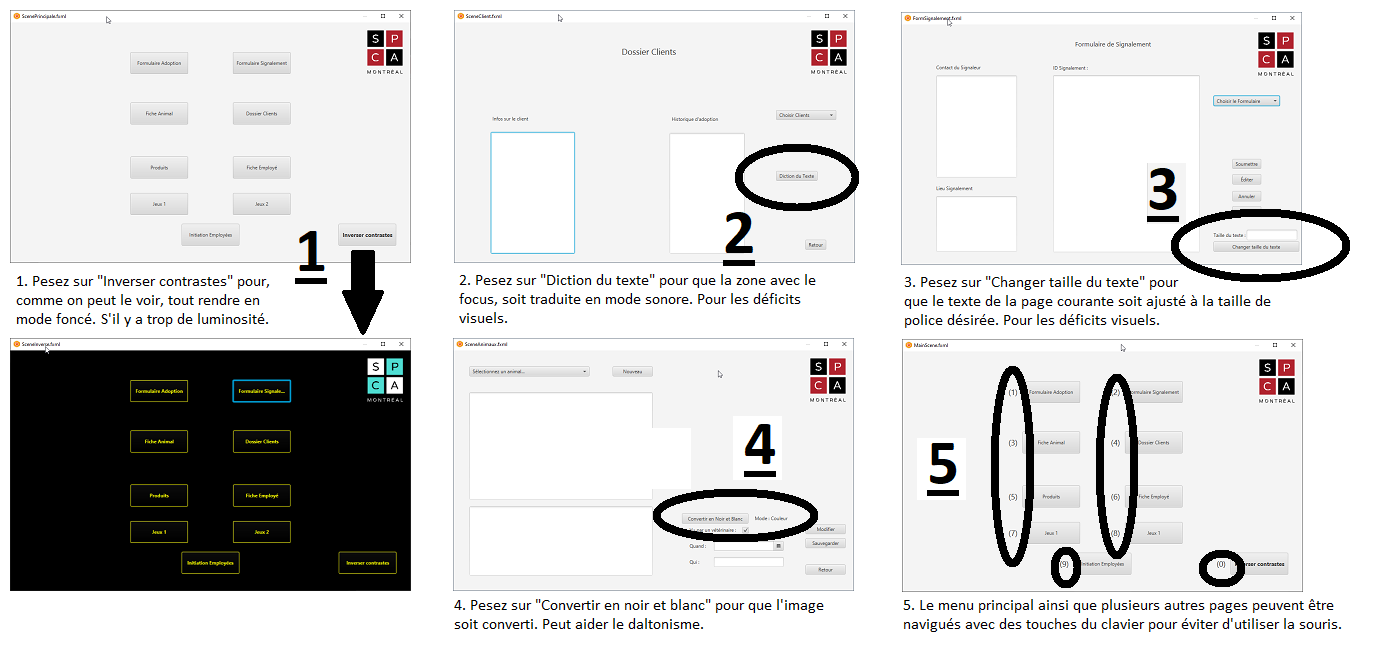 ScenePrincipale.fxml
S P
C A
MONTRÉAL
Formulaire Adoption
Formulaire Signalement
Fiche Animal
Dossier Clients
Produits
Fiche Employé
Jeux 1
Jeux 2
Initiation Employées
Inverser contrastes
1
1. Pesez sur "Inverser contrastes" pour,
comme on peut le voir, tout rendre en
mode foncé. S'il y a trop de luminosité.
SceneClient.fxml
S P
C A
MONTRÉAL
Dossier Clients
Infos sur le client
Historique d'adoption
Choisir Clients
Diction du Texte
Retour
2
2. Pesez sur "Diction du texte" pour que la zone avec le
focus, soit traduite en mode sonore. Pour les déficits
visuels.
FormSignalement.fxml
S P
C A
MONTRÉAL
Formulaire de Signalement
Contact du Signaleur
ID Signalement :
Choisir le Formulaire
Lieu Signalement
Soumettre
Éditer
Annuler
Taille du texte :
Changer taille du texte
3
3. Pesez sur "Changer taille du texte" pour
que le texte de la page courante soit ajusté à la taille de
police désirée. Pour les déficits visuels.
SceneInverse.fxml
S P
C A
MONTRÉAL
Formulaire Adoption
Formulaire Signale...
Fiche Animal
Dossier Clients
Produits
Fiche Employé
Jeux 1
Jeux 2
Initiation Employées
Inverser contrastes
SceneAnimaux.fxml
S P
C A
MONTRÉAL
Sélectionnez un animal...
Nouveau
4
Convertir en Noir et Blanc
Mode : Couleur
par un vétérinaire :
Quand :
Qui :
Modifier
Sauvegarder
Retour
4. Pesez sur "Convertir en noir et blanc" pour que l'image
soit converti. Peut aider le daltonisme.
MainScene.fxml
S P
C A
MONTRÉAL
(1) Formulaire Adoption
(2) Formulaire Signalement
(3) Fiche Animal
(4) Dossier Clients
(5) Produits
(6) Fiche Employé
(7) Jeux 1
(8) Jeux 1
(9) Initiation Employées
(0) Inverser contrastes
5
5. Le menu principal ainsi que plusieurs autres pages peuvent être
navigués avec des touches du clavier pour éviter d'utiliser la souris.